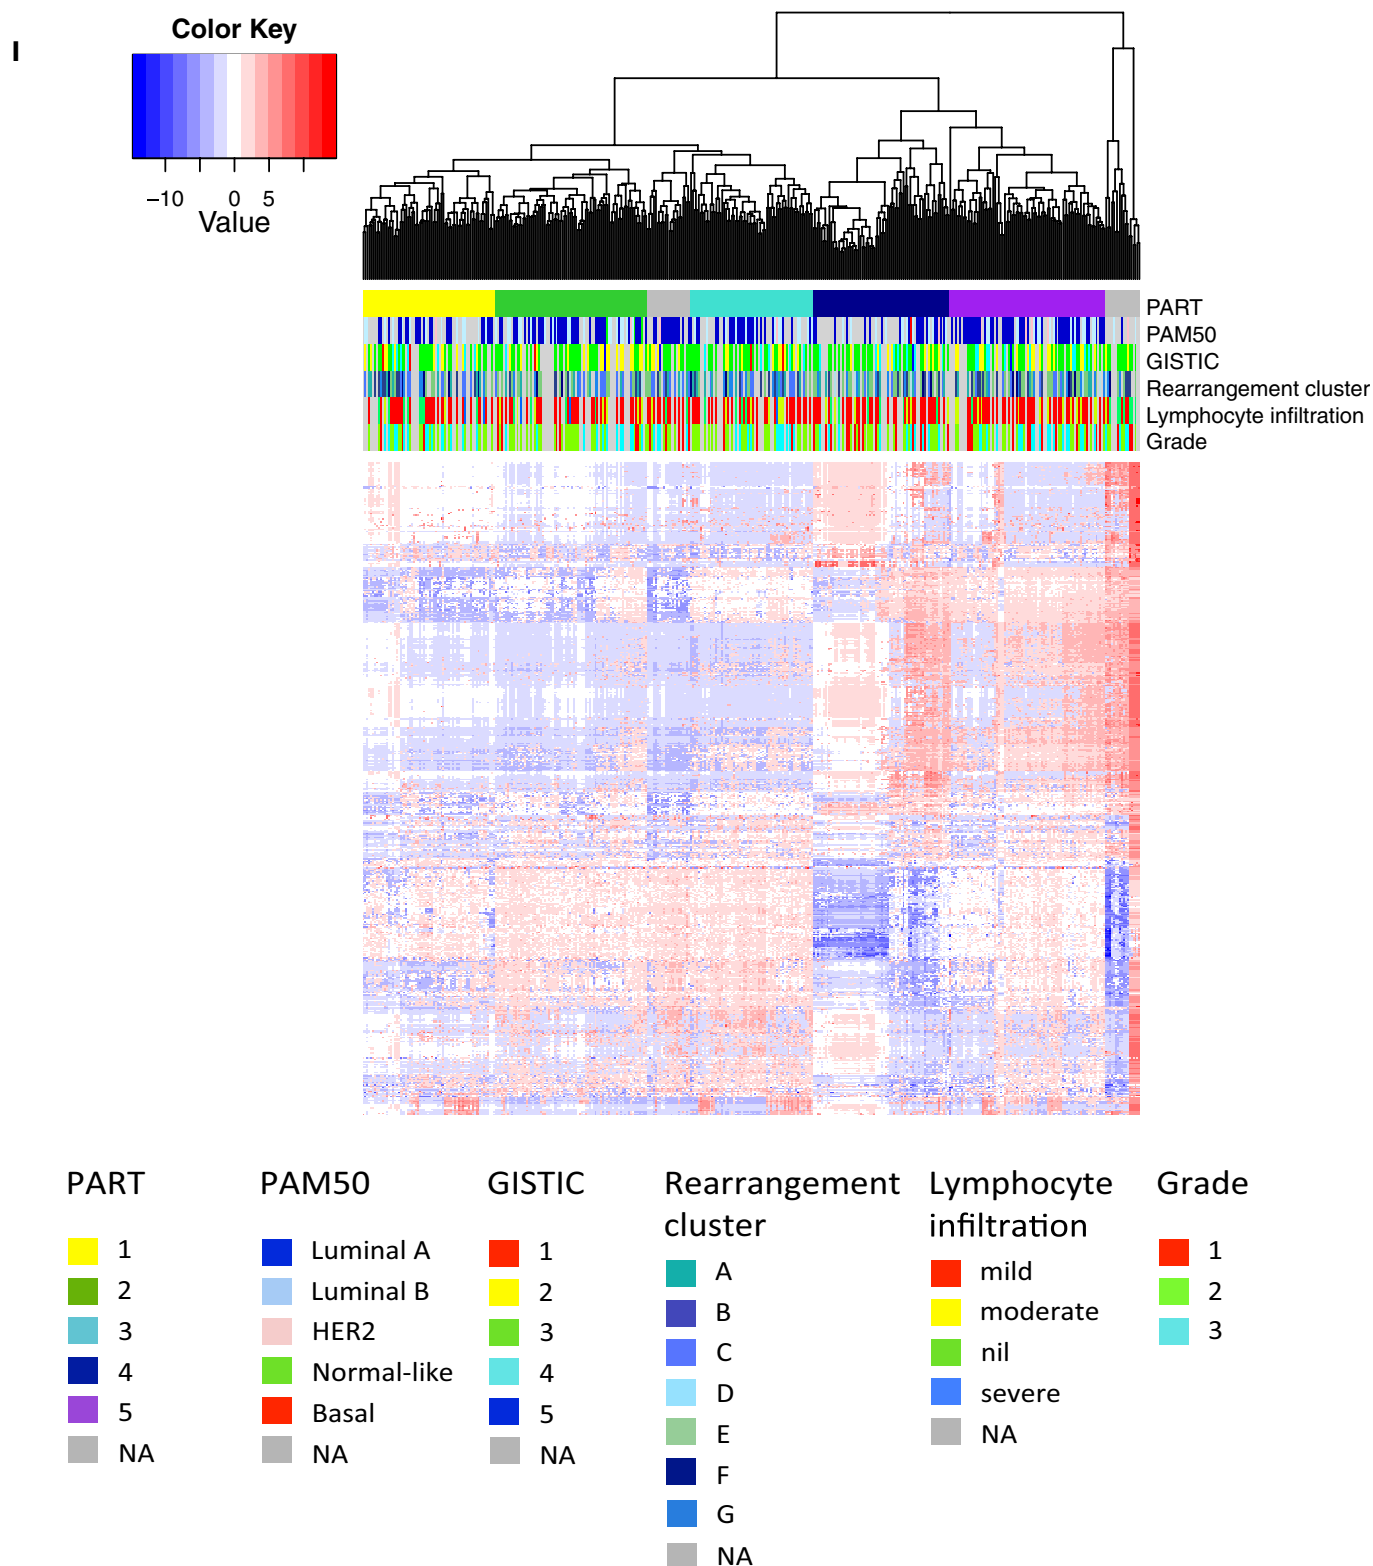 I
Color Key
−10 0 5
Value
PART
PAM50
GISTIC
Rearrangement cluster
Lymphocyte infiltration
Grade
PART
1
2
3
4
5
NA
PAM50
Luminal A
Luminal B
HER2
Normal-like
Basal
NA
GISTIC
1
2
3
4
5
NA
Rearrangement
cluster
A
B
C
D
E
F
G
NA
Lymphocyte
infiltration
mild
moderate
nil
severe
NA
Grade
1
2
3